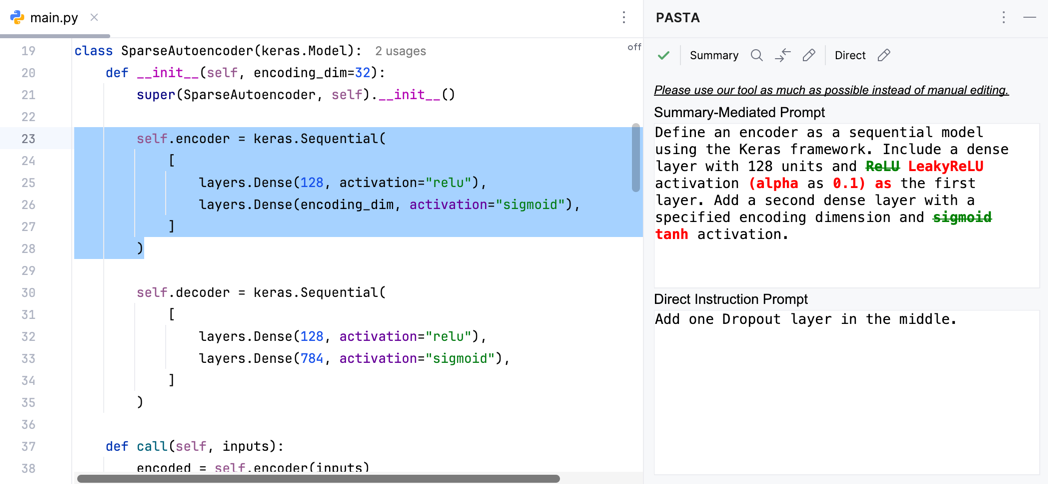 main.py
PASTA
19 class SparseAutoencoder(keras.Model): 2 usages
off
20 def __init__(self, encoding_dim=32):
21 super(SparseAutoencoder, self).__init__()
22
23 self.encoder = keras.Sequential(
24 [
25 layers.Dense(128, activation="relu"),
26 layers.Dense(encoding_dim, activation="sigmoid"),
27 ]
28 )
29
30 self.decoder = keras.Sequential(
31 [
32 layers.Dense(128, activation="relu"),
33 layers.Dense(784, activation="sigmoid"),
34 ]
35 )
36
37 def call(self, inputs):
38 encoded = self.encoder(inputs)
Summary Direct
Please use our tool as much as possible instead of manual editing.
Summary-Mediated Prompt
Define an encoder as a sequential model
using the Keras framework. Include a dense
layer with 128 units and ReLU LeakyReLU
activation (alpha as 0.1) as the first
layer. Add a second dense layer with a
specified encoding dimension and sigmoid
tanh activation.
Direct Instruction Prompt
Add one Dropout layer in the middle.